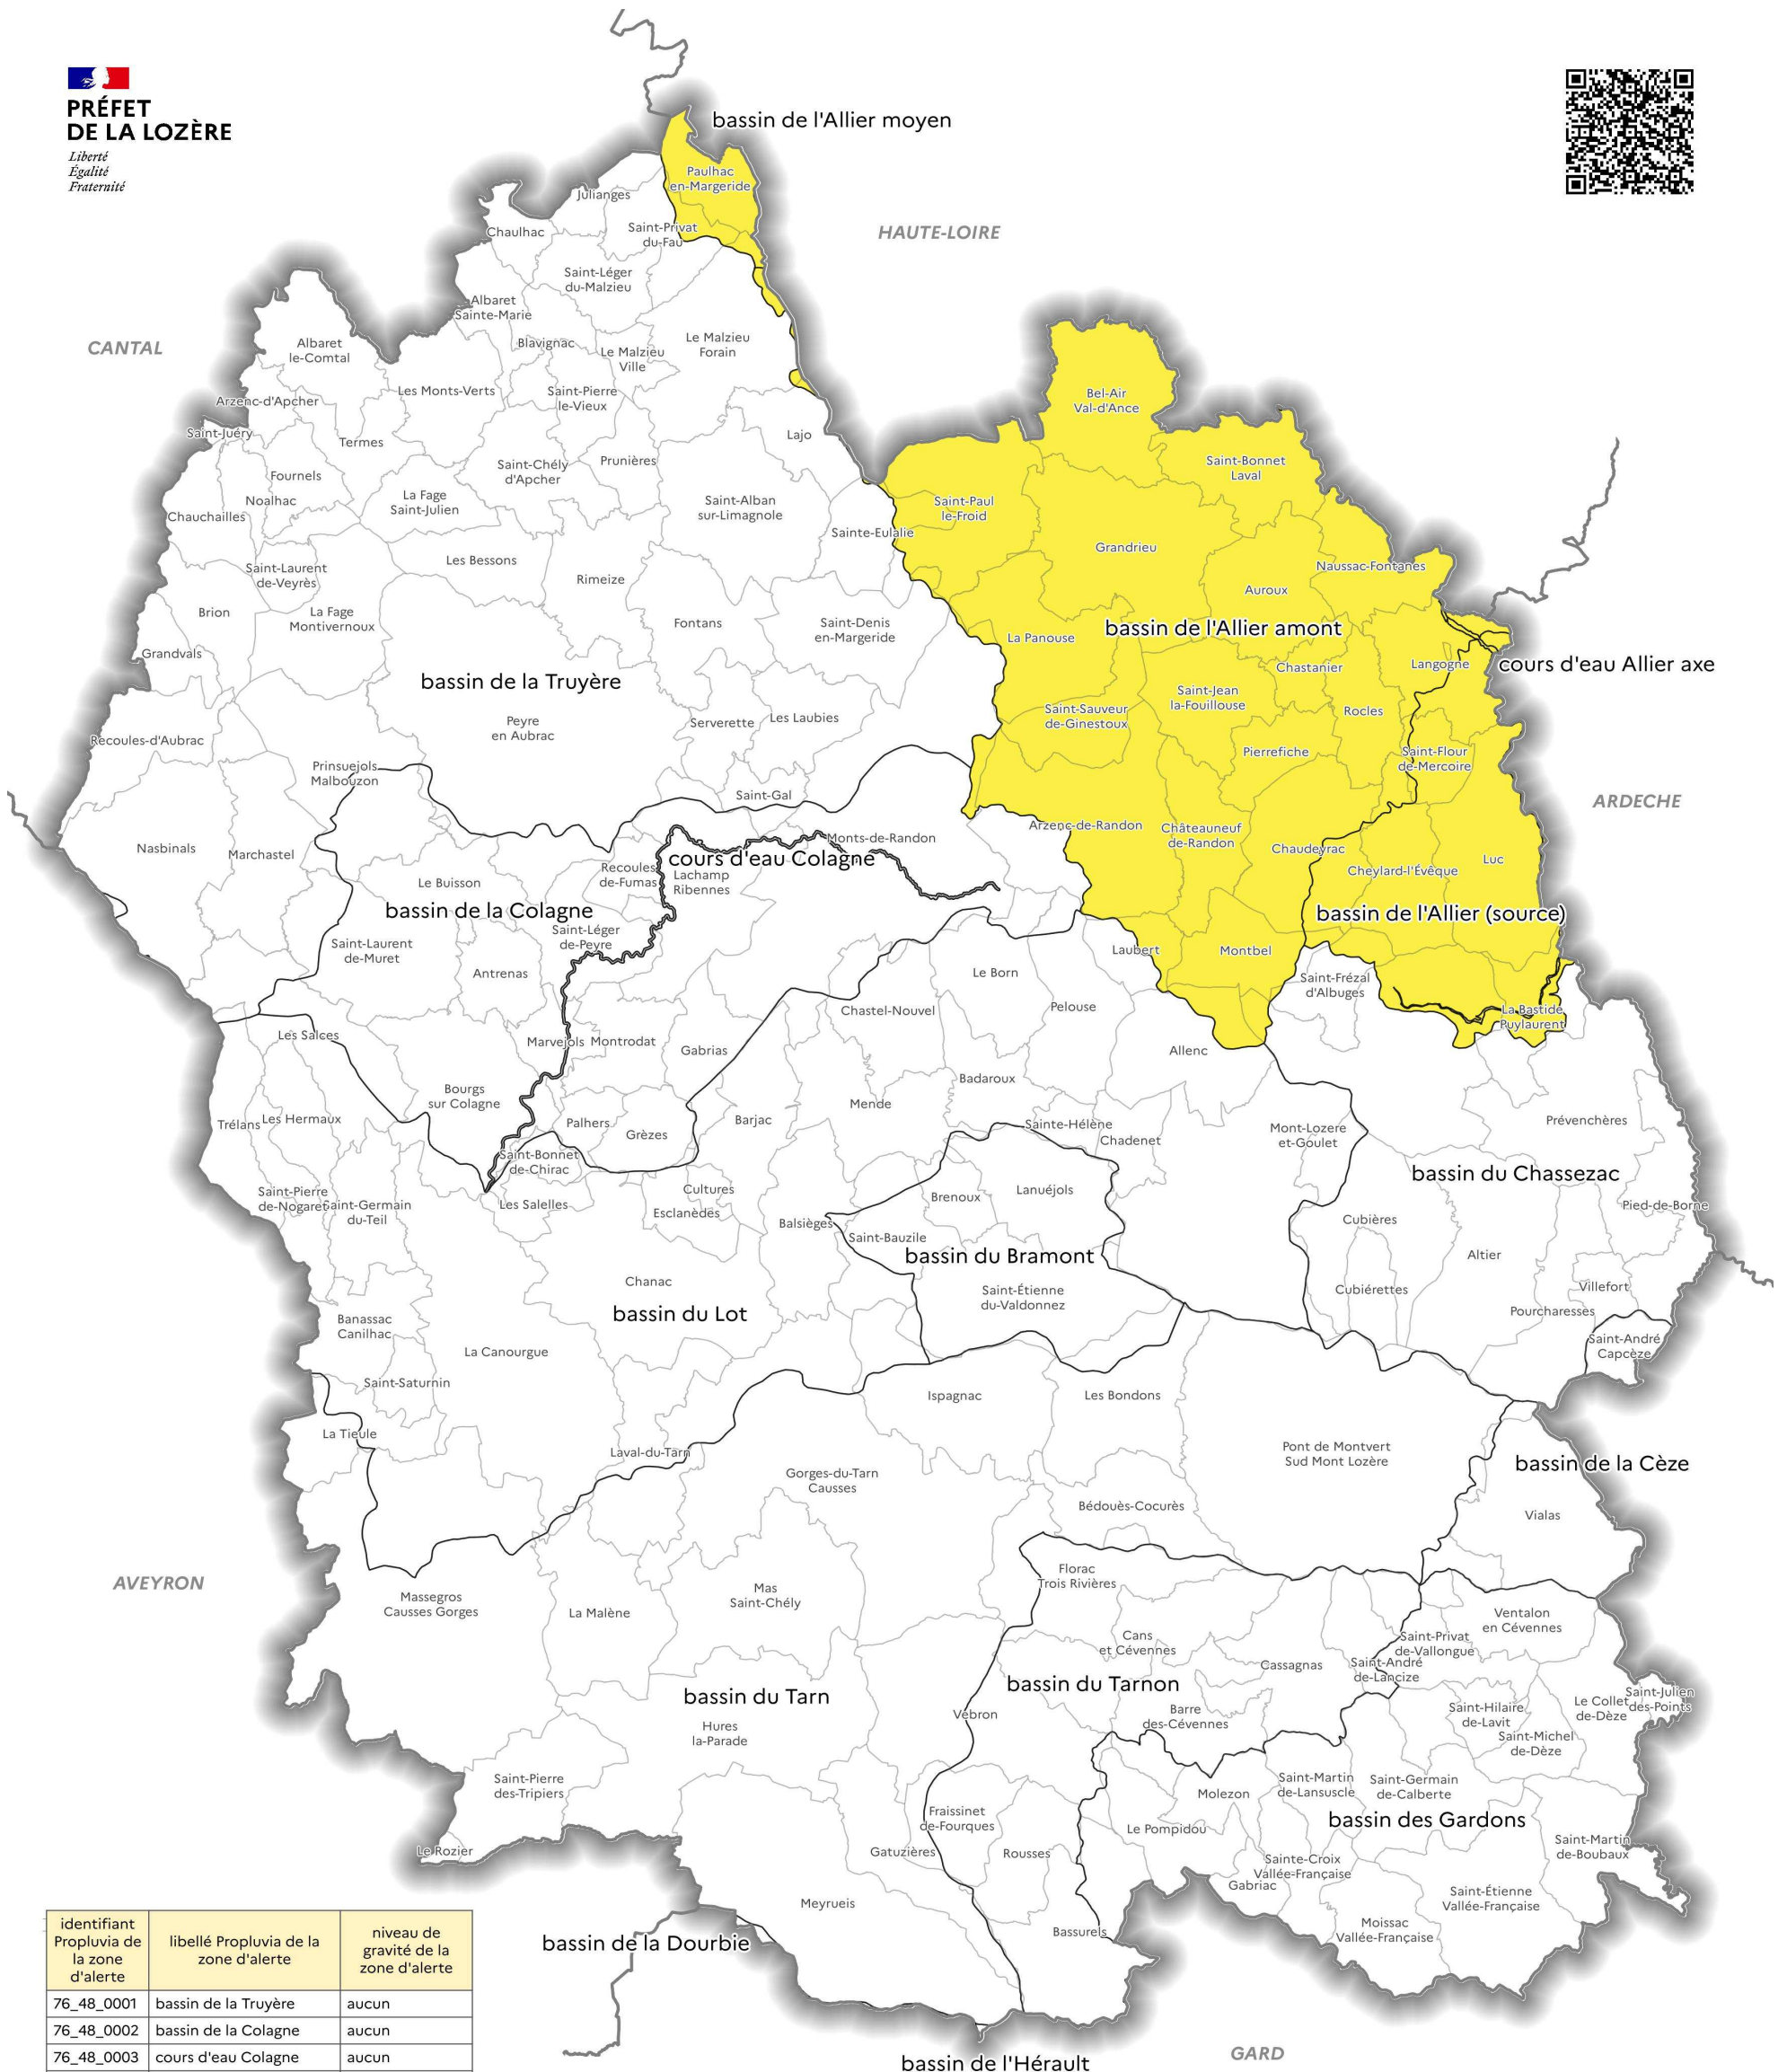 PRÉFET
DE LA LOZÈRE
Liberté
Égalité
Fraternité
bassin de l'Allier moyen
Paulhac
en-Margeride
Julianges
Chaulhac
Saint-Privat
du-Fau
HAUTE-LOIRE
Saint-Léger
du-Malzieu
Albaret
Sainte-Marie
CANTAL
Albaret
le-Comtal
Blavignac
Le Malzieu
Ville
Le Malzieu
Forain
Les Monts-Verts
Saint-Pierre
le-Vieux
Bel-Air
Val-d'Ance
Arzenc-d'Apcher
Saint-Juéry
Termes
Lajo
Fournels
Saint-Chély
d'Apcher
Prunières
Saint-Bonnet
Laval
Noalhac
La Fage
Saint-Julien
Saint-Alban
sur-Limagnole
Saint-Paul
le-Froid
Chauchailles
Sainte-Eulalie
Grandrieu
Les Bessons
Saint-Laurent
de-Veyrès
Rimeize
Naussac-Fontanes
Auroux
Brion
La Fage
Montivernoux
Fontans
Saint-Denis
en-Margeride
La Panouse
bassin de l'Allier amont
Grandvals
Chastanier
Langogne
cours d'eau Allier axe
bassin de la Truyère
Saint-Jean
la-Fouillouse
Saint-Sauveur
de-Ginestoux
Rocles
Peyre
en Aubrac
Serverette
Les Laubies
Recoules-d'Aubrac
Pierrefiche
Saint-Flour
de-Mercoire
Prinsuejols
Malbouzon
Saint-Gal
ARDECHE
Arzenc-de-Randon
Châteauneuf
de-Randon
Nasbinals
Marchastel
Monts-de-Randon
Chaudeyrac
cours d'eau Colagne
Luc
Recoules
de-Fumas
Lachamp
Ribennes
Cheylard-l'Évêque
Le Buisson
bassin de la Colagne
bassin de l'Allier (source)
Saint-Léger
de-Peyre
Saint-Laurent
de-Muret
Laubert
Montbel
Antrenas
Le Born
Saint-Frézal
d'Albuges
Chastel-Nouvel
Pelouse
La Bastide
Puylaurent
Les Salces
Marvejols
Montrodat
Gabrias
Allenc
Badaroux
Bourgs
sur Colagne
Mende
Trélans
Les Hermaux
Palhers
Grèzes
Barjac
Sainte-Hélène
Chadenet
Mont-Lozere
et-Goulet
Prévenchères
Saint-Bonnet
de-Chirac
bassin du Chassezac
Saint-Pierre
de-Nogaret
Saint-Germain
du-Teil
Les Salelles
Cultures
Esclanèdes
Brenoux
Lanuéjols
Pied-de-Borne
Balsièges
Saint-Bauzile
Cubières
bassin du Bramont
Altier
Chanac
Saint-Étienne
du-Valdonnez
Cubiérettes
Villefort
bassin du Lot
Pourcharesses
Banassac
Canilhac
Saint-André
Capcèze
La Canourgue
Saint-Saturnin
Ispagnac
Les Bondons
La Tieule
Laval-du-Tarn
Pont de Montvert
Sud Mont Lozère
bassin de la Cèze
Gorges-du-Tarn
Causses
Bédouès-Cocurès
Vialas
AVEYRON
Florac
Trois Rivières
Massegros
Causses Gorges
La Malène
Mas
Saint-Chély
Ventalon
en Cévennes
Cans
et Cévennes
Saint-Privat
de-Vallongue
Cassagnas
Saint-André
de-Lancize
bassin du Tarn
bassin du Tarnon
Saint-Julien
des-Points
Le Collet
de-Dèze
Saint-Hilaire
de-Lavit
Vebron
Barre
des-Cévennes
Hures
la-Parade
Saint-Michel
de-Dèze
Saint-Pierre
des-Tripiers
Saint-Martin
de-Lansuscle
Saint-Germain
de-Calberte
Molezon
Fraissinet
de-Fourques
bassin des Gardons
Le Pompidou
Le Rozier
Gatuzières
Rousses
Saint-Martin
de-Boubaux
Sainte-Croix
Vallée-Française
Gabriac
Saint-Étienne
Vallée-Française
Meyrueis
Moissac
Vallée-Française
Bassurels
bassin de la Dourbie
identifiant
Propluvia de
la zone
d'alerte
libellé Propluvia de la
zone d'alerte
niveau de
gravité de la
zone d'alerte
76_48_0001 bassin de la Truyère aucun
76_48_0002 bassin de la Colagne aucun
76_48_0003 cours d'eau Colagne aucun
bassin de l'Hérault
GARD